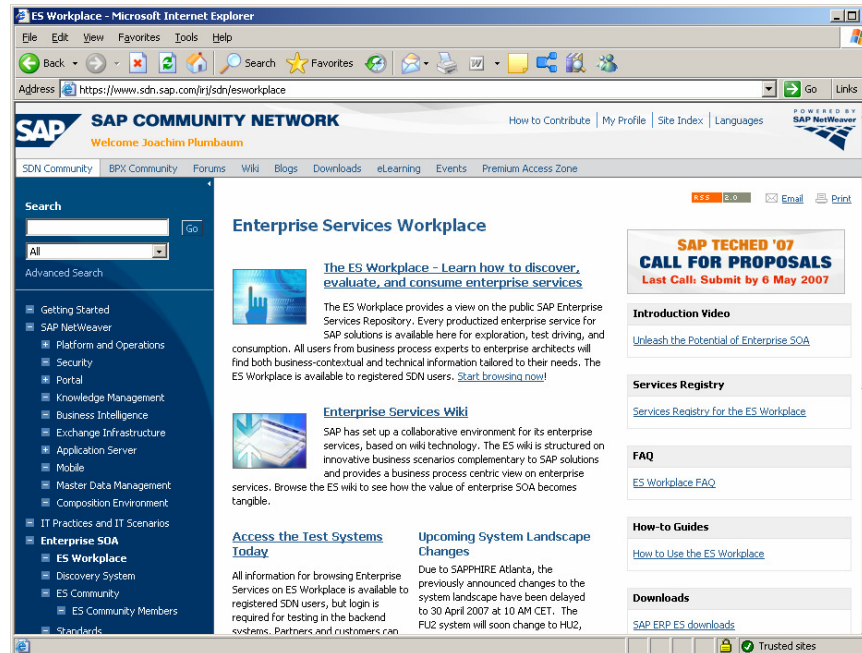 ES Workplace - Microsoft Internet Explorer
File Edit View Favorites Tools Help
Back Search Favorites
Address https://www.sdn.sap.com/irj/sdn/esworkplace Go Links
SAP SAP COMMUNITY NETWORK
Welcome Joachim Plumbaum
How to Contribute My Profile Site Index Languages
POWERED BY
SAP NetWeaver
SDN Community BPX Community Forums Wiki Blogs Downloads eLearning Events Premium Access Zone
Search
Go
All
Advanced Search
Getting Started
SAP NetWeaver
Platform and Operations
Security
Portal
Knowledge Management
Business Intelligence
Exchange Infrastructure
Application Server
Mobile
Master Data Management
Composition Environment
IT Practices and IT Scenarios
Enterprise SOA
ES Workplace
Discovery System
ES Community
ES Community Members
Standards
RSS 2.0 Email Print
Enterprise Services Workplace
The ES Workplace - Learn how to discover,
evaluate, and consume enterprise services
The ES Workplace provides a view on the public SAP Enterprise
Services Repository. Every productized enterprise service for
SAP solutions is available here for exploration, test driving, and
consumption. All users from business process experts to enterprise architects will
find both business-contextual and technical information tailored to their needs. The
ES Workplace is available to registered SDN users. Start browsing now!
Enterprise Services Wiki
SAP has set up a collaborative environment for its enterprise
services, based on wiki technology. The ES wiki is structured on
innovative business scenarios complementary to SAP solutions
and provides a business process centric view on enterprise
services. Browse the ES wiki to see how the value of enterprise SOA becomes
tangible.
Access the Test Systems
Today
All information for browsing Enterprise
Services on ES Workplace is available to
registered SDN users, but login is
required for testing in the backend
systems. Partners and customers can
Upcoming System Landscape
Changes
Due to SAPPHIRE Atlanta, the
previously announced changes to the
system landscape have been delayed
to 30 April 2007 at 10 AM CET. The
FU2 system will soon change to HU2,
SAP TECHED '07
CALL FOR PROPOSALS
Last Call: Submit by 6 May 2007
Introduction Video
Unleash the Potential of Enterprise SOA
Services Registry
Services Registry for the ES Workplace
FAQ
ES Workplace FAQ
How-to Guides
How to Use the ES Workplace
Downloads
SAP ERP ES downloads
Trusted sites